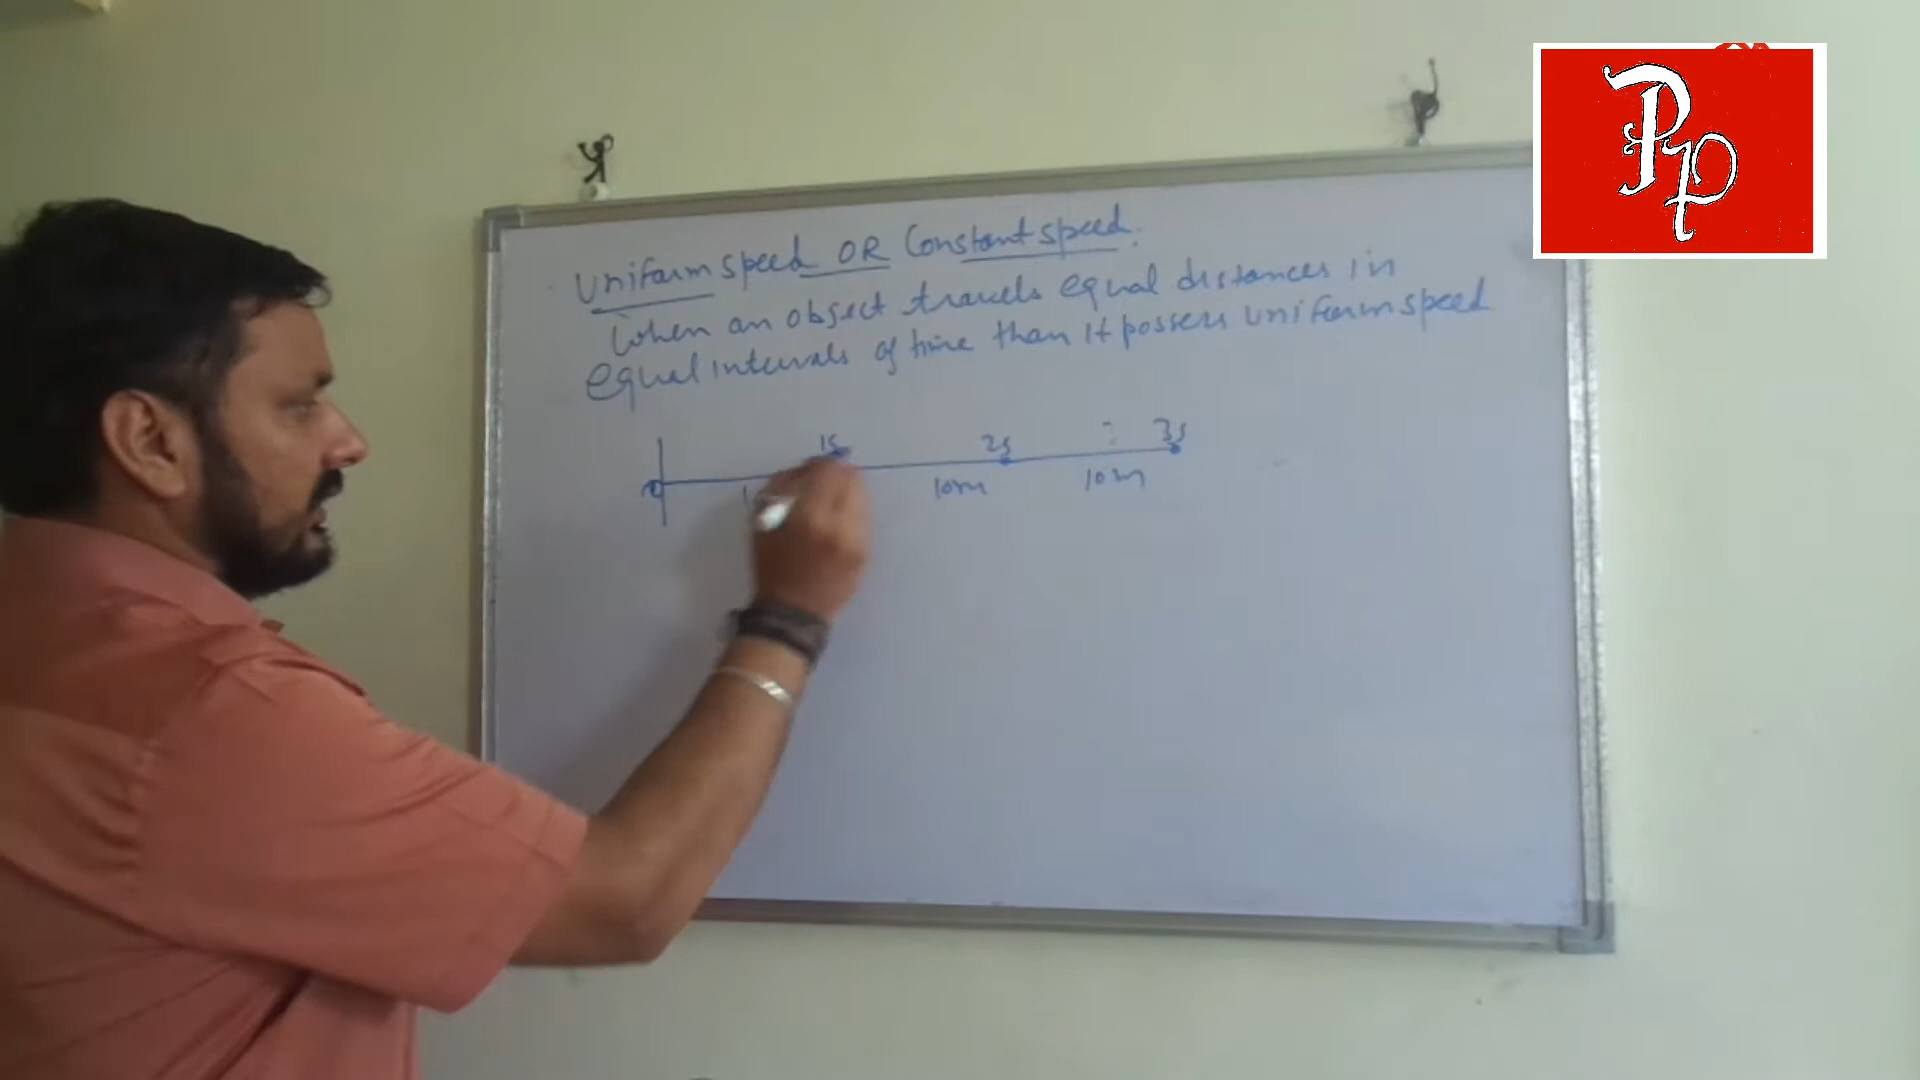 Uniform speed OR Constant speed.
When an object travels equal distances in
equal intervals of time than it possess uniform speed
1s 2s 3s
0 10m 10m
PP